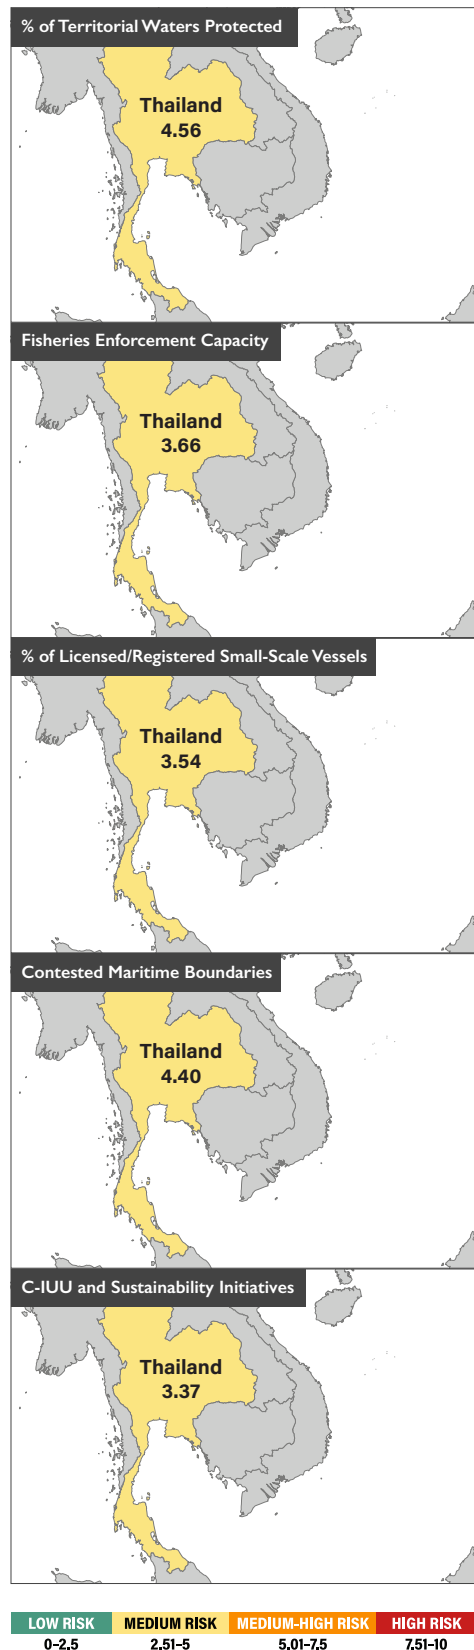 % of Territorial Waters Protected
Thailand
4.56
Fisheries Enforcement Capacity
Thailand
3.66
% of Licensed/Registered Small-Scale Vessels
Thailand
3.54
Contested Maritime Boundaries
Thailand
4.40
C-IUU and Sustainability Initiatives
Thailand
3.37
LOW RISK MEDIUM RISK MEDIUM-HIGH RISK HIGH RISK
0–2.5 2.51–5 5.01–7.5 7.51–10